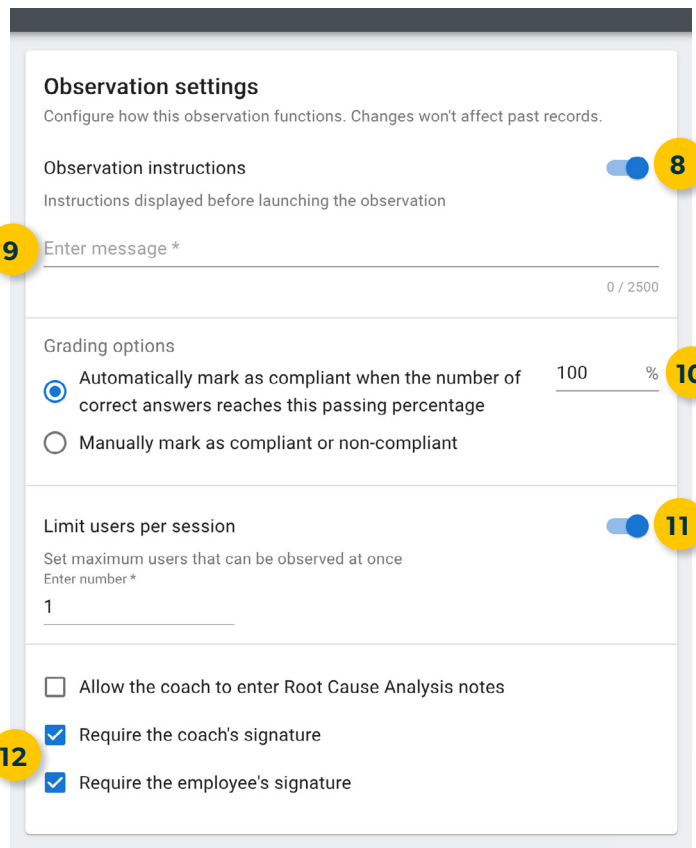 Observation settings
Configure how this observation functions. Changes won't affect past records.
Observation instructions
8
Instructions displayed before launching the observation
9
Enter message *
0 / 2500
Grading options
Automatically mark as compliant when the number of
correct answers reaches this passing percentage
100 %
10
Manually mark as compliant or non-compliant
Limit users per session
11
Set maximum users that can be observed at once
Enter number *
1
Allow the coach to enter Root Cause Analysis notes
Require the coach's signature
12
Require the employee's signature